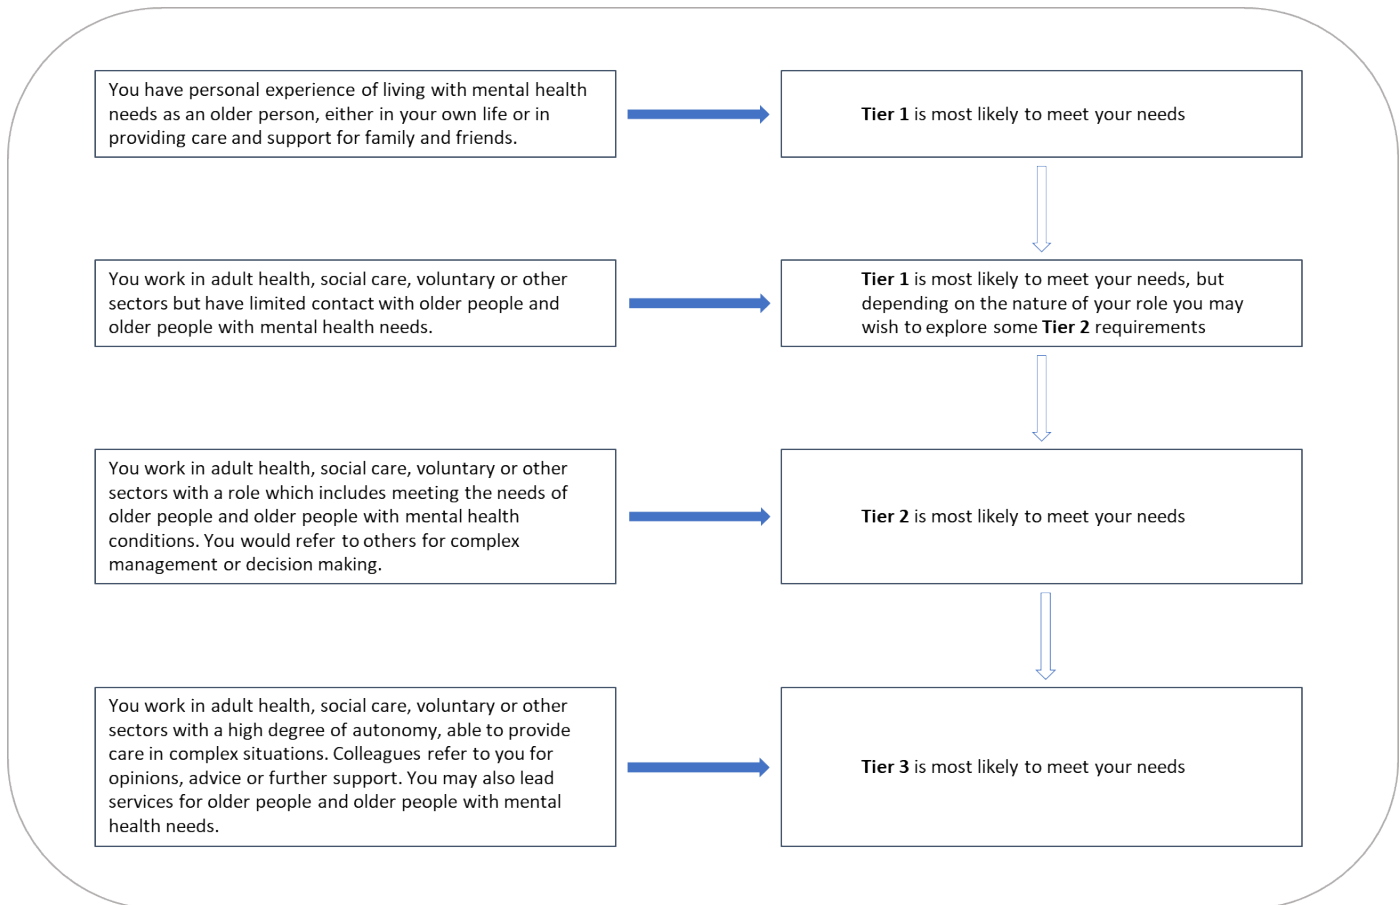 You have personal experience of living with mental health
needs as an older person, either in your own life or in
providing care and support for family and friends.
Tier 1 is most likely to meet your needs
You work in adult health, social care, voluntary or other
sectors but have limited contact with older people and
older people with mental health needs.
Tier 1 is most likely to meet your needs, but
depending on the nature of your role you may
wish to explore some Tier 2 requirements
You work in adult health, social care, voluntary or other
sectors with a role which includes meeting the needs of
older people and older people with mental health
conditions. You would refer to others for complex
management or decision making.
Tier 2 is most likely to meet your needs
You work in adult health, social care, voluntary or other
sectors with a high degree of autonomy, able to provide
care in complex situations. Colleagues refer to you for
opinions, advice or further support. You may also lead
services for older people and older people with mental
health needs.
Tier 3 is most likely to meet your needs